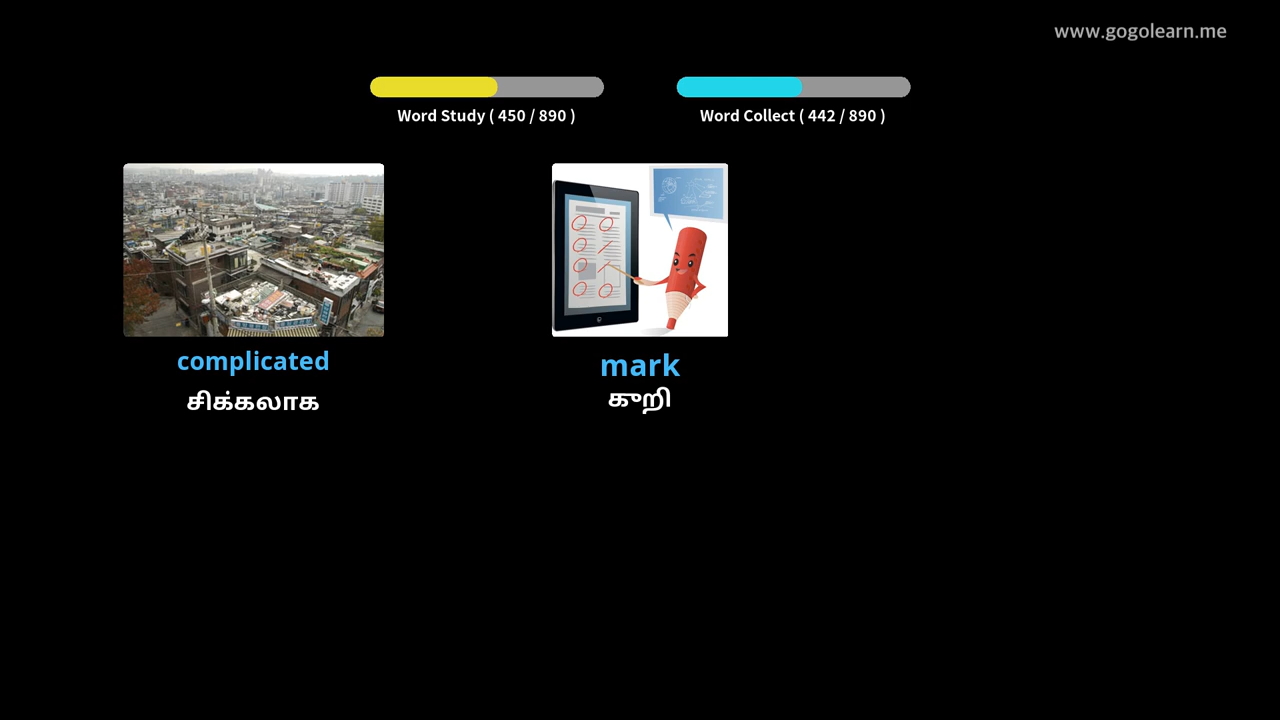 www.gogolearn.me
Word Study ( 450 / 890 )
Word Collect ( 442 / 890 )
complicated
சிக்கலாக
mark
குறி